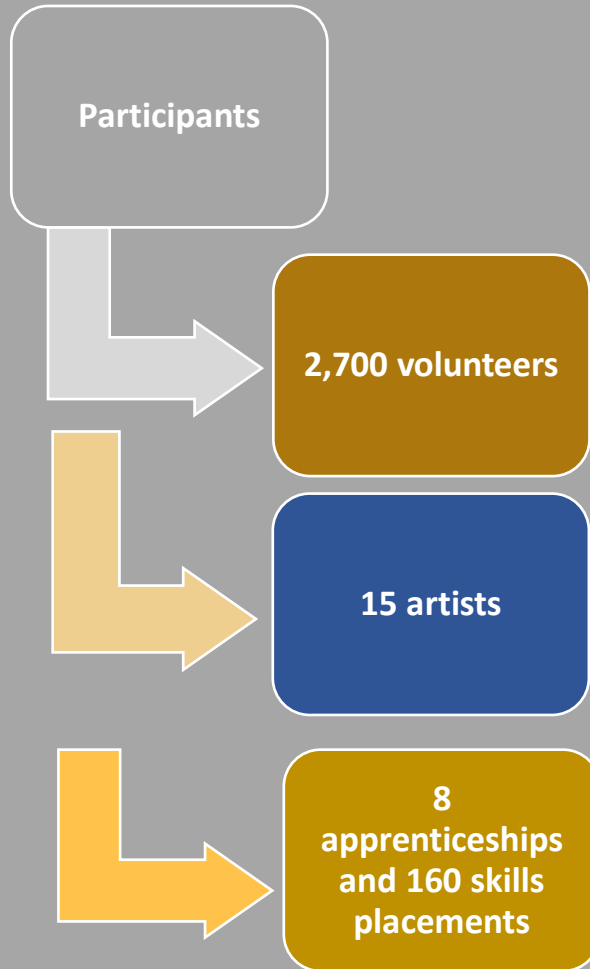 Participants
2,700 volunteers
15 artists
8
apprenticeships
and 160 skills
placements